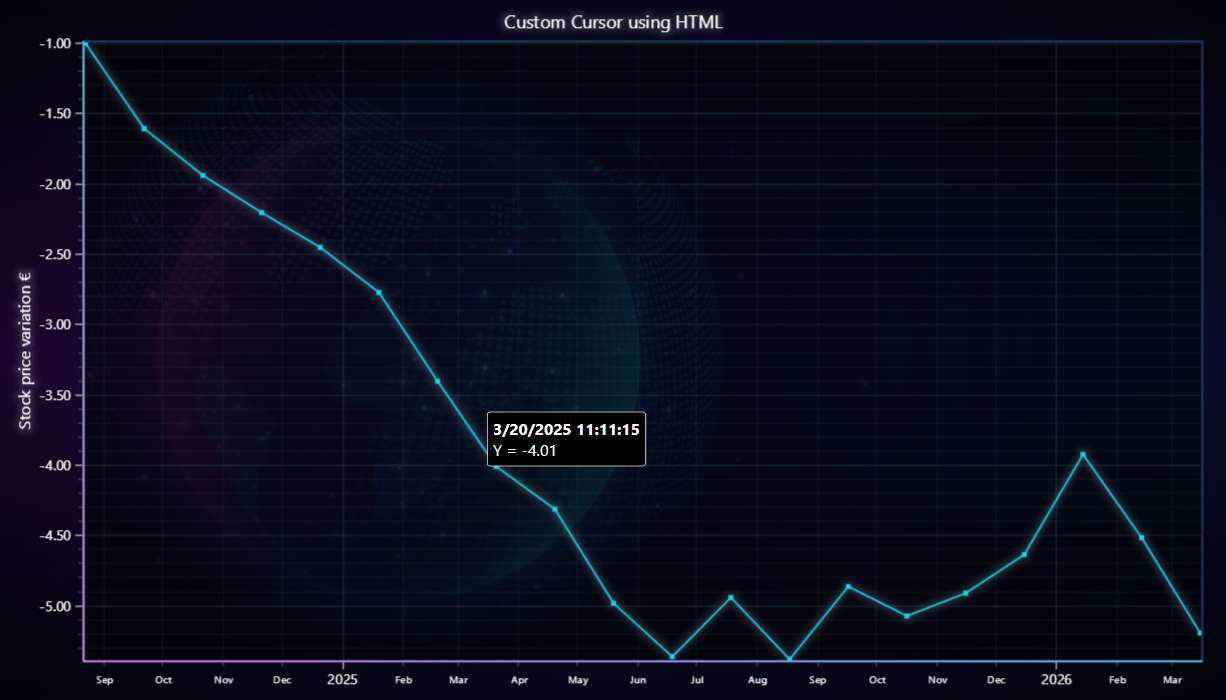 Custom Cursor using HTML
Stock price variation €
-1.00
-1.50
-2.00
-2.50
-3.00
-3.50
-4.00
-4.50
-5.00
3/20/2025 11:11:15
Y = -4.01
Sep Oct Nov Dec 2025 Feb Mar Apr May Jun Jul Aug Sep Oct Nov Dec 2026 Feb Mar